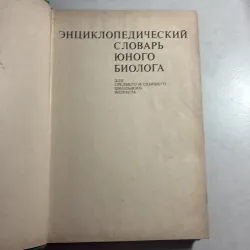 ЭНЦИКЛОПЕДИЧЕСКИЙ
СЛОВАРЬ
ЮНОГО
БИОЛОГА
ДЛЯ
СРЕДНЕГО И СТАРШЕГО
ШКОЛЬНОГО
ВОЗРАСТА